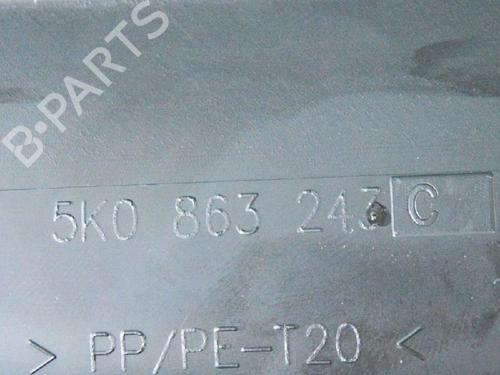 B-PARTS
5K0 863 243 C
> PP/PE-T20 <